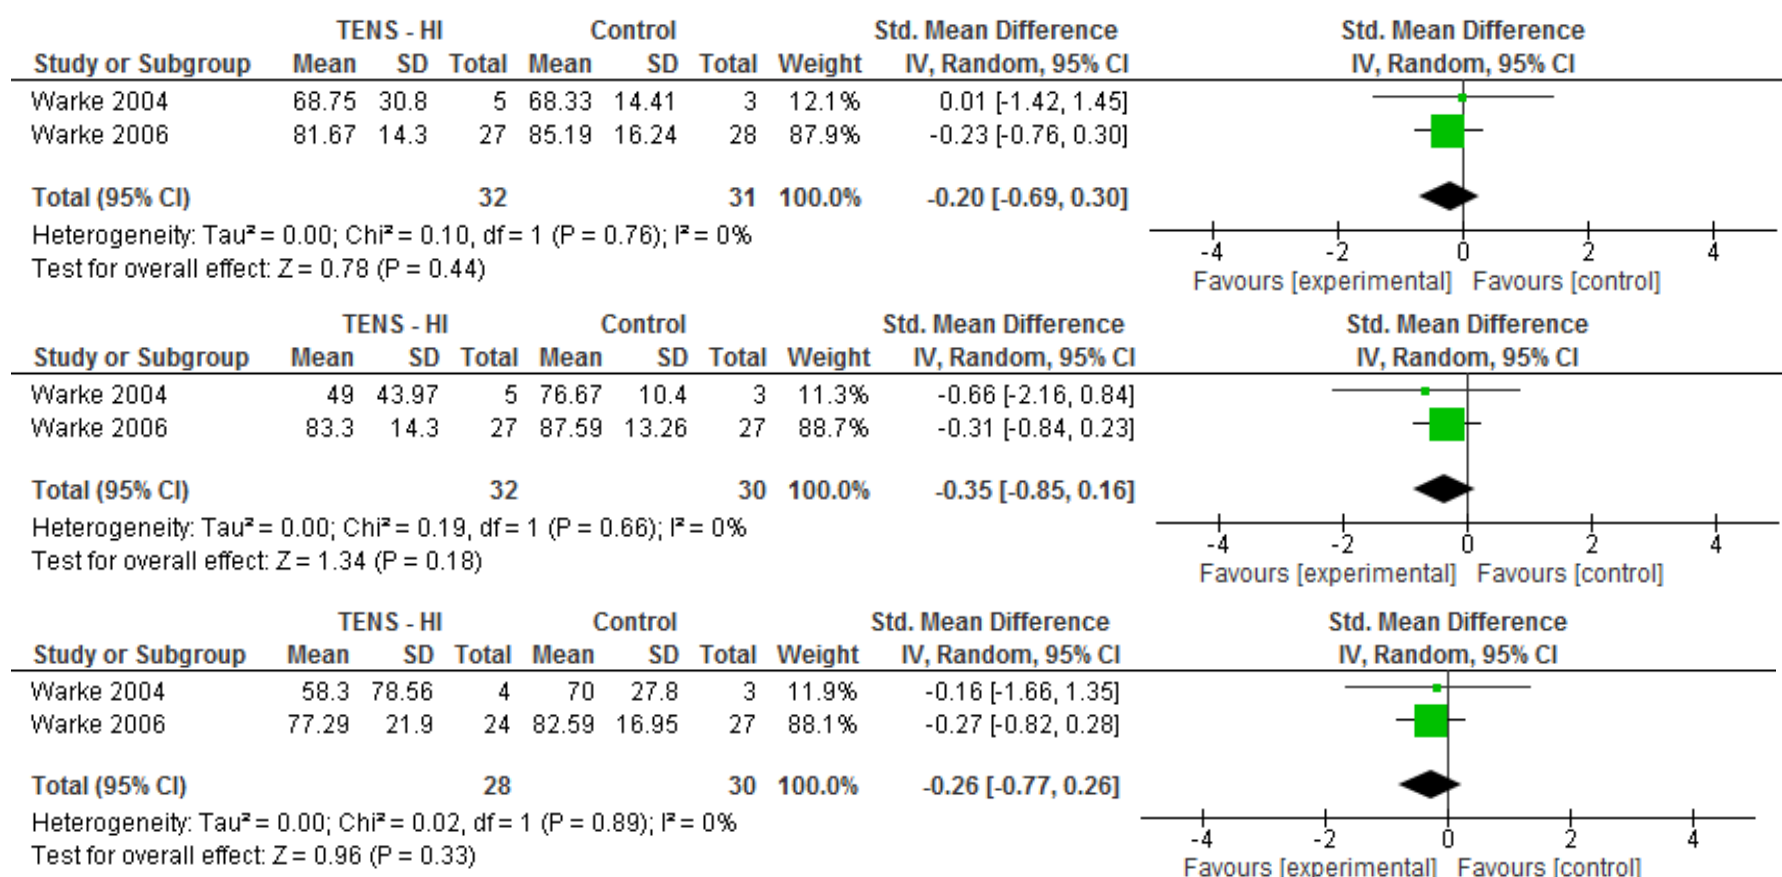 TENS - HI Control Std. Mean Difference Std. Mean Difference
Study or Subgroup Mean SD Total Mean SD Total Weight IV, Random, 95% CI IV, Random, 95% CI
Warke 2004 68.75 30.8 5 68.33 14.41 3 12.1% 0.01 [-1.42, 1.45]
Warke 2006 81.67 14.3 27 85.19 16.24 28 87.9% -0.23 [-0.76, 0.30]
Total (95% CI) 32 31 100.0% -0.20 [-0.69, 0.30]
Heterogeneity: Tau² = 0.00; Chi² = 0.10, df = 1 (P = 0.76); I² = 0%
Test for overall effect: Z = 0.78 (P = 0.44)
-4 -2 0 2 4
Favours [experimental] Favours [control]
TENS - HI Control Std. Mean Difference Std. Mean Difference
Study or Subgroup Mean SD Total Mean SD Total Weight IV, Random, 95% CI IV, Random, 95% CI
Warke 2004 49 43.97 5 76.67 10.4 3 11.3% -0.66 [-2.16, 0.84]
Warke 2006 83.3 14.3 27 87.59 13.26 27 88.7% -0.31 [-0.84, 0.23]
Total (95% CI) 32 30 100.0% -0.35 [-0.85, 0.16]
Heterogeneity: Tau² = 0.00; Chi² = 0.19, df = 1 (P = 0.66); I² = 0%
Test for overall effect: Z = 1.34 (P = 0.18)
-4 -2 0 2 4
Favours [experimental] Favours [control]
TENS - HI Control Std. Mean Difference Std. Mean Difference
Study or Subgroup Mean SD Total Mean SD Total Weight IV, Random, 95% CI IV, Random, 95% CI
Warke 2004 58.3 78.56 4 70 27.8 3 11.9% -0.16 [-1.66, 1.35]
Warke 2006 77.29 21.9 24 82.59 16.95 27 88.1% -0.27 [-0.82, 0.28]
Total (95% CI) 28 30 100.0% -0.26 [-0.77, 0.26]
Heterogeneity: Tau² = 0.00; Chi² = 0.02, df = 1 (P = 0.89); I² = 0%
Test for overall effect: Z = 0.96 (P = 0.33)
-4 -2 0 2 4
Favours [experimental] Favours [control]